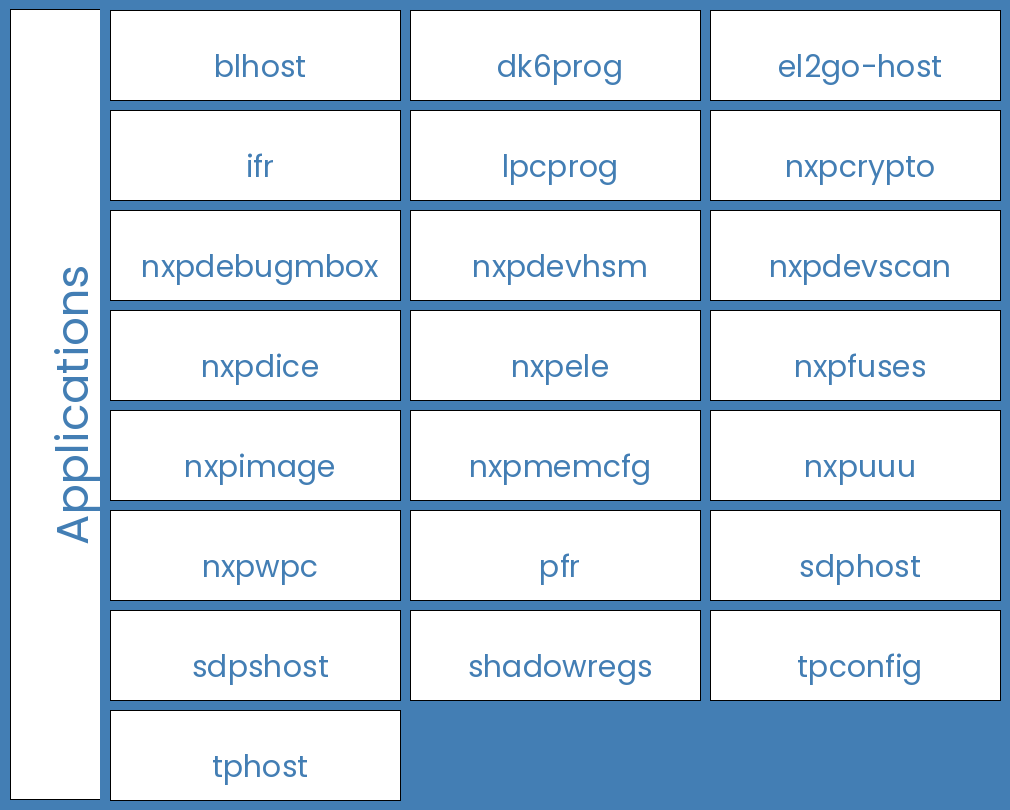 Applications
blhost
dk6prog
el2go-host
ifr
lpcprog
nxpcrypto
nxpdebugmbox
nxpdevhsm
nxpdevscan
nxpdice
nxpele
nxpfuses
nxpimage
nxpmemcfg
nxpuuu
nxpwpc
pfr
sdphost
sdpshost
shadowregs
tpconfig
tphost